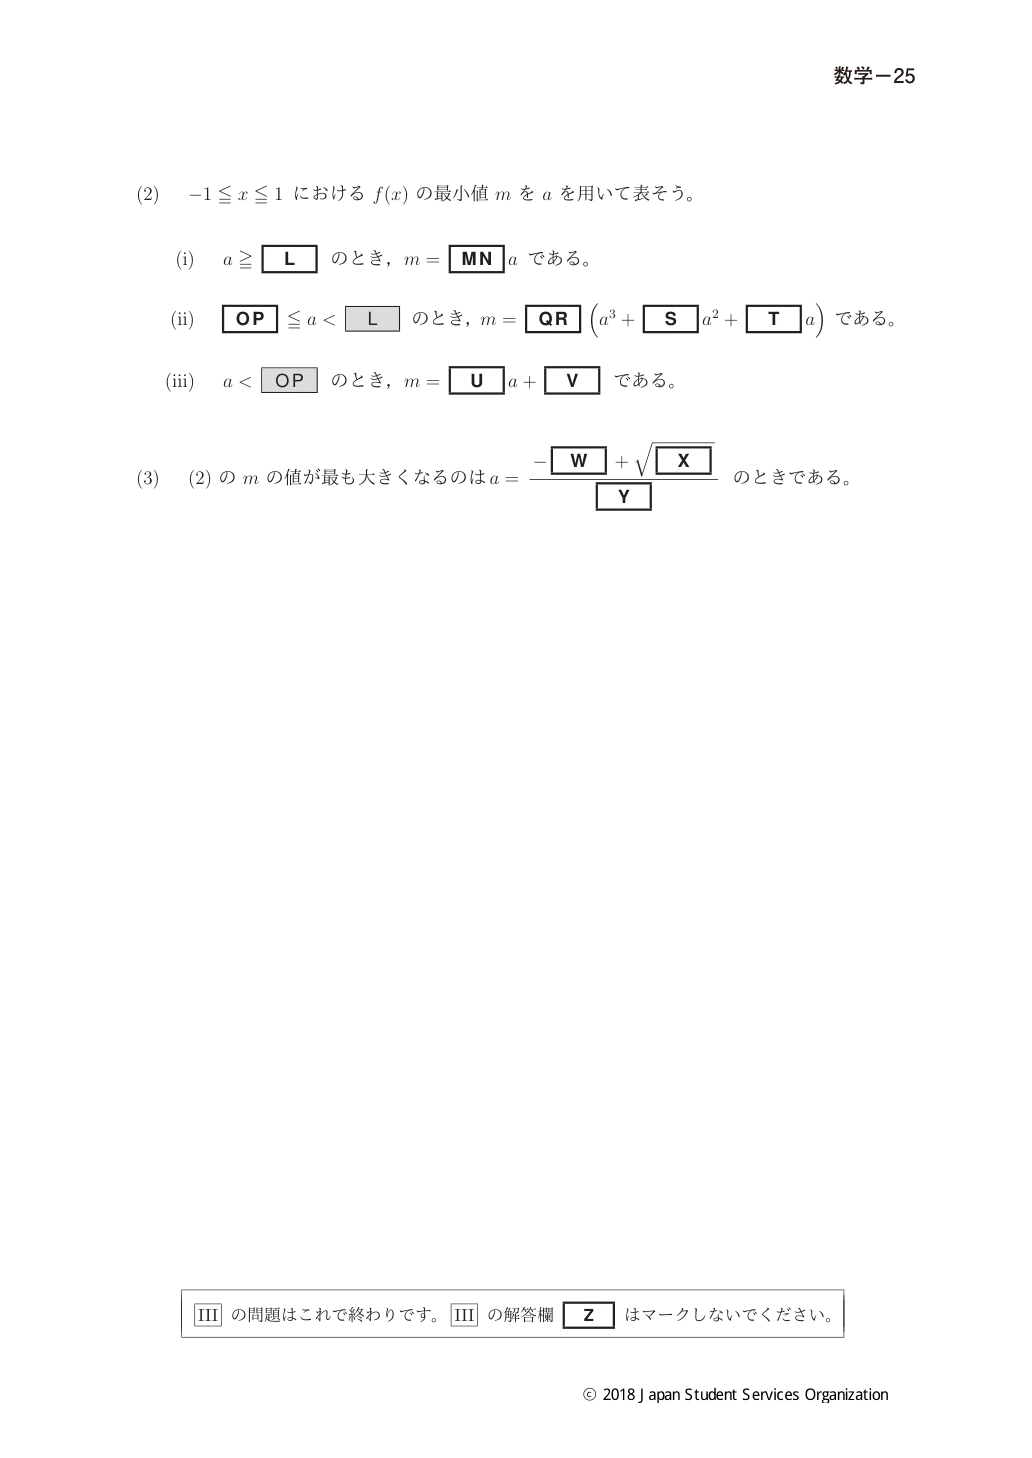 数学－25
(2) −1 ≦ x ≦ 1 における f(x) の最小値 m を a を用いて表そう。
(i) a ≧ L のとき，m = MN a である。
(ii) OP ≦ a < L のとき，m = QR (a³ + S a² + T a) である。
(iii) a < OP のとき，m = U a + V である。
(3) (2) の m の値が最も大きくなるのは a = (− W + √X) / Y のときである。
III の問題はこれで終わりです。III の解答欄 Z はマークしないでください。
© 2018 Japan Student Services Organization